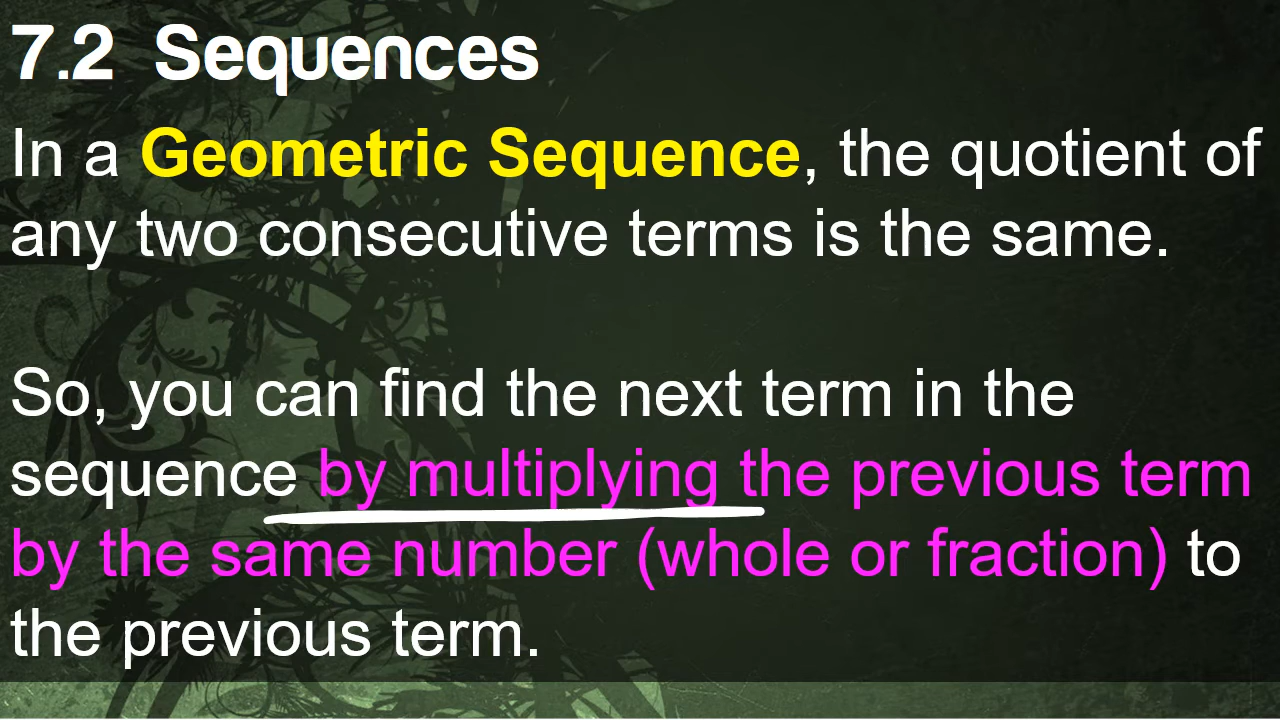 7.2 Sequences
In a Geometric Sequence, the quotient of
any two consecutive terms is the same.
So, you can find the next term in the
sequence by multiplying the previous term
by the same number (whole or fraction) to
the previous term.